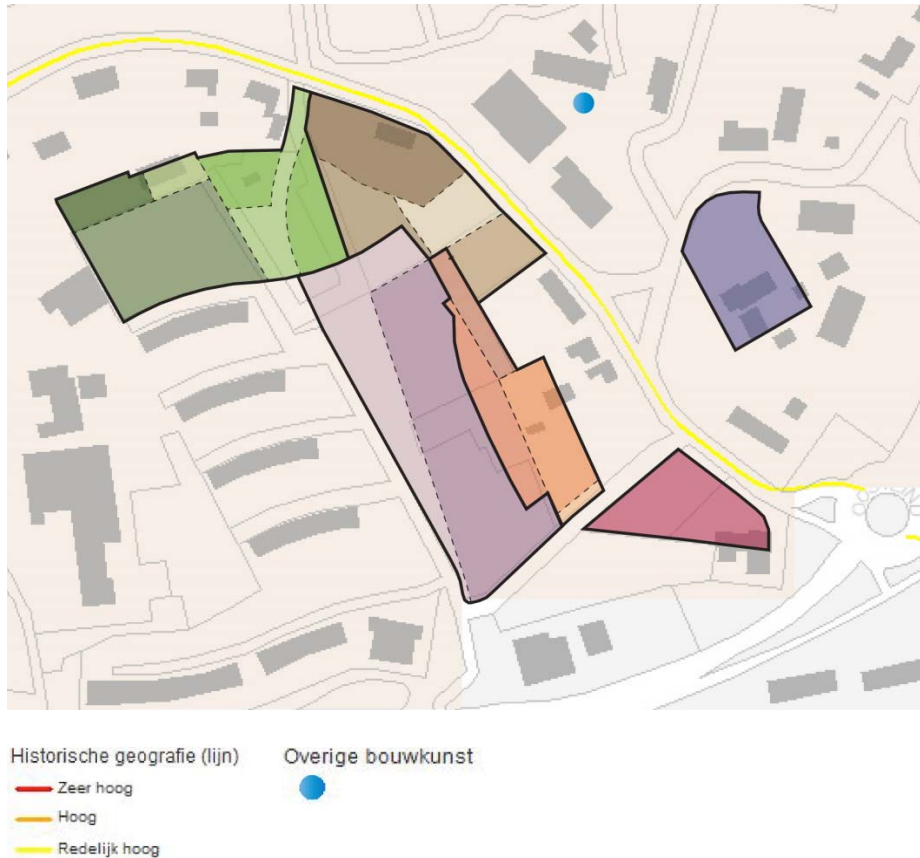 Historische geografie (lijn)
Zeer hoog
Hoog
Redelijk hoog
Overige bouwkunst